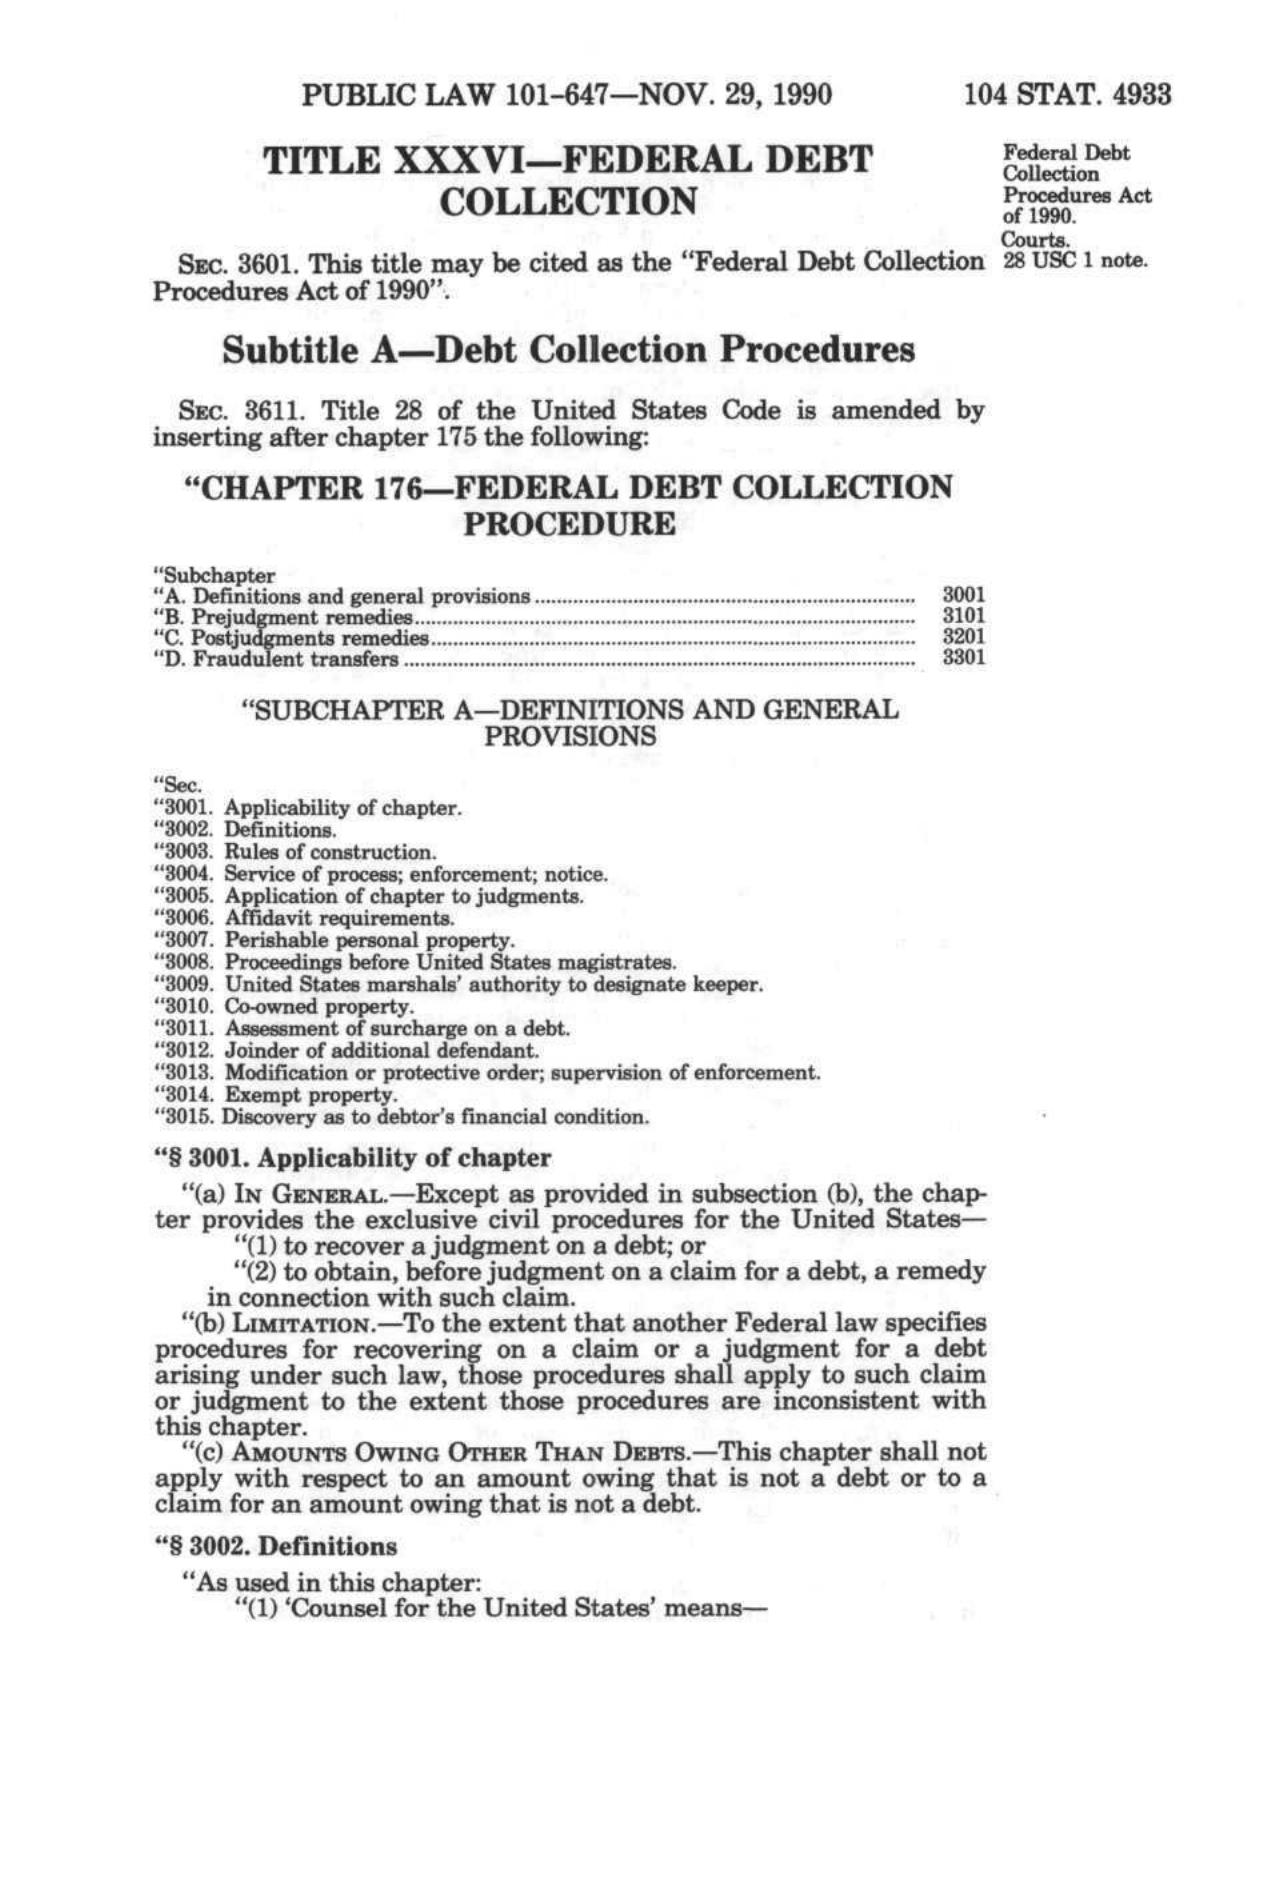 PUBLIC LAW 101–647—NOV. 29, 1990 104 STAT. 4933
TITLE XXXVI—FEDERAL DEBT
COLLECTION
Federal Debt
Collection
Procedures Act
of 1990.
Courts.
28 USC 1 note.
SEC. 3601. This title may be cited as the “Federal Debt Collection
Procedures Act of 1990”.
Subtitle A—Debt Collection Procedures
SEC. 3611. Title 28 of the United States Code is amended by
inserting after chapter 175 the following:
“CHAPTER 176—FEDERAL DEBT COLLECTION
PROCEDURE
“Subchapter
“A. Definitions and general provisions ........................................................... 3001
“B. Prejudgment remedies............................................................................. 3101
“C. Postjudgments remedies.......................................................................... 3201
“D. Fraudulent transfers ............................................................................... 3301
“SUBCHAPTER A—DEFINITIONS AND GENERAL
PROVISIONS
“Sec.
“3001. Applicability of chapter.
“3002. Definitions.
“3003. Rules of construction.
“3004. Service of process; enforcement; notice.
“3005. Application of chapter to judgments.
“3006. Affidavit requirements.
“3007. Perishable personal property.
“3008. Proceedings before United States magistrates.
“3009. United States marshals’ authority to designate keeper.
“3010. Co-owned property.
“3011. Assessment of surcharge on a debt.
“3012. Joinder of additional defendant.
“3013. Modification or protective order; supervision of enforcement.
“3014. Exempt property.
“3015. Discovery as to debtor’s financial condition.
“§ 3001. Applicability of chapter
“(a) IN GENERAL.—Except as provided in subsection (b), the chap-
ter provides the exclusive civil procedures for the United States—
“(1) to recover a judgment on a debt; or
“(2) to obtain, before judgment on a claim for a debt, a remedy
in connection with such claim.
“(b) LIMITATION.—To the extent that another Federal law specifies
procedures for recovering on a claim or a judgment for a debt
arising under such law, those procedures shall apply to such claim
or judgment to the extent those procedures are inconsistent with
this chapter.
“(c) AMOUNTS OWING OTHER THAN DEBTS.—This chapter shall not
apply with respect to an amount owing that is not a debt or to a
claim for an amount owing that is not a debt.
“§ 3002. Definitions
“As used in this chapter:
“(1) ‘Counsel for the United States’ means—